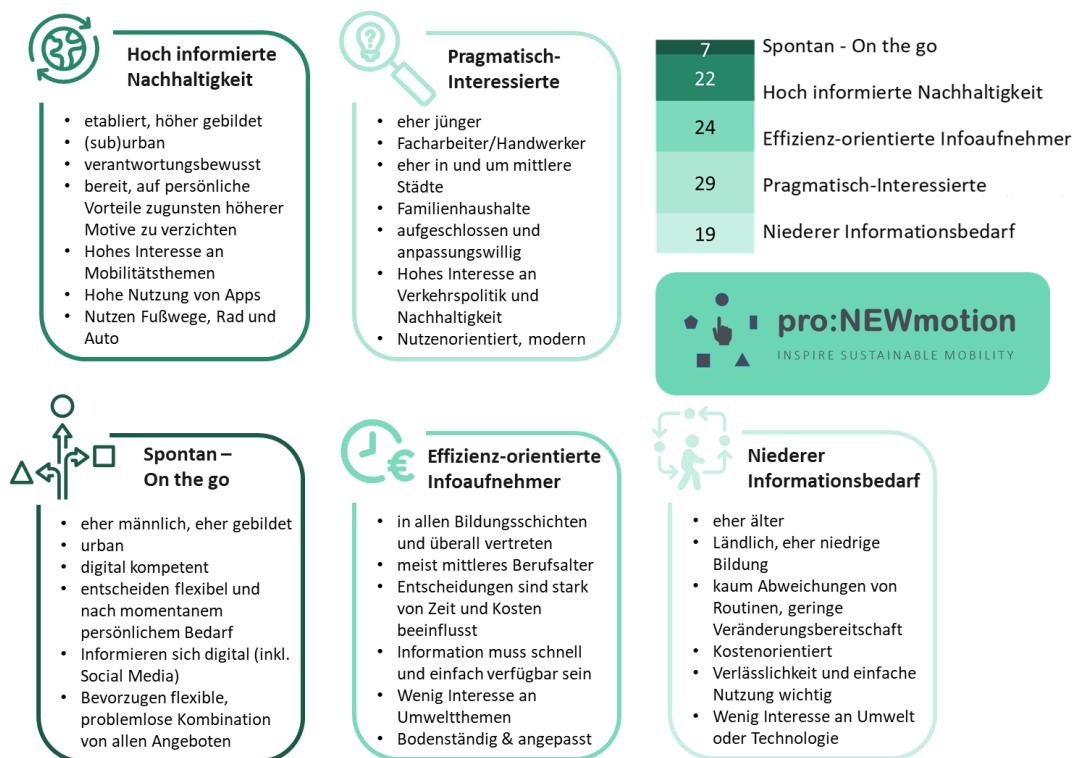 Hoch informierte
Nachhaltigkeit
• etabliert, höher gebildet
• (sub)urban
• verantwortungsbewusst
• bereit, auf persönliche
Vorteile zugunsten höherer
Motive zu verzichten
• Hohes Interesse an
Mobilitätsthemen
• Hohe Nutzung von Apps
• Nutzen Fußwege, Rad und
Auto
Pragmatisch-
Interessierte
• eher jünger
• Facharbeiter/Handwerker
• eher in und um mittlere
Städte
• Familienhaushalte
• aufgeschlossen und
anpassungswillig
• Hohes Interesse an
Verkehrspolitik und
Nachhaltigkeit
• Nutzenorientiert, modern
7 Spontan - On the go
22 Hoch informierte Nachhaltigkeit
24 Effizienz-orientierte Infoaufnehmer
29 Pragmatisch-Interessierte
19 Niederer Informationsbedarf
pro:NEWmotion
INSPIRE SUSTAINABLE MOBILITY
Spontan –
On the go
• eher männlich, eher gebildet
• urban
• digital kompetent
• entscheiden flexibel und
nach momentanem
persönlichem Bedarf
• Informieren sich digital (inkl.
Social Media)
• Bevorzugen flexible,
problemlose Kombination
von allen Angeboten
€
Effizienz-orientierte
Infoaufnehmer
• in allen Bildungsschichten
und überall vertreten
• meist mittleres Berufsalter
• Entscheidungen sind stark
von Zeit und Kosten
beeinflusst
• Information muss schnell
und einfach verfügbar sein
• Wenig Interesse an
Umweltthemen
• Bodenständig & angepasst
Niederer
Informationsbedarf
• eher älter
• Ländlich, eher niedrige
Bildung
• kaum Abweichungen von
Routinen, geringe
Veränderungsbereitschaft
• Kostenorientiert
• Verlässlichkeit und einfache
Nutzung wichtig
• Wenig Interesse an Umwelt
oder Technologie